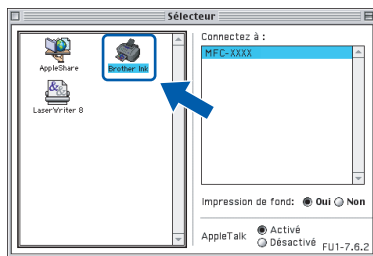 Sélecteur
AppleShare
Brother Ink
LaserWriter 8
Connectez à :
MFC-XXXX
Impression de fond: Oui Non
AppleTalk
Activé
Désactivé
FU1-7.6.2